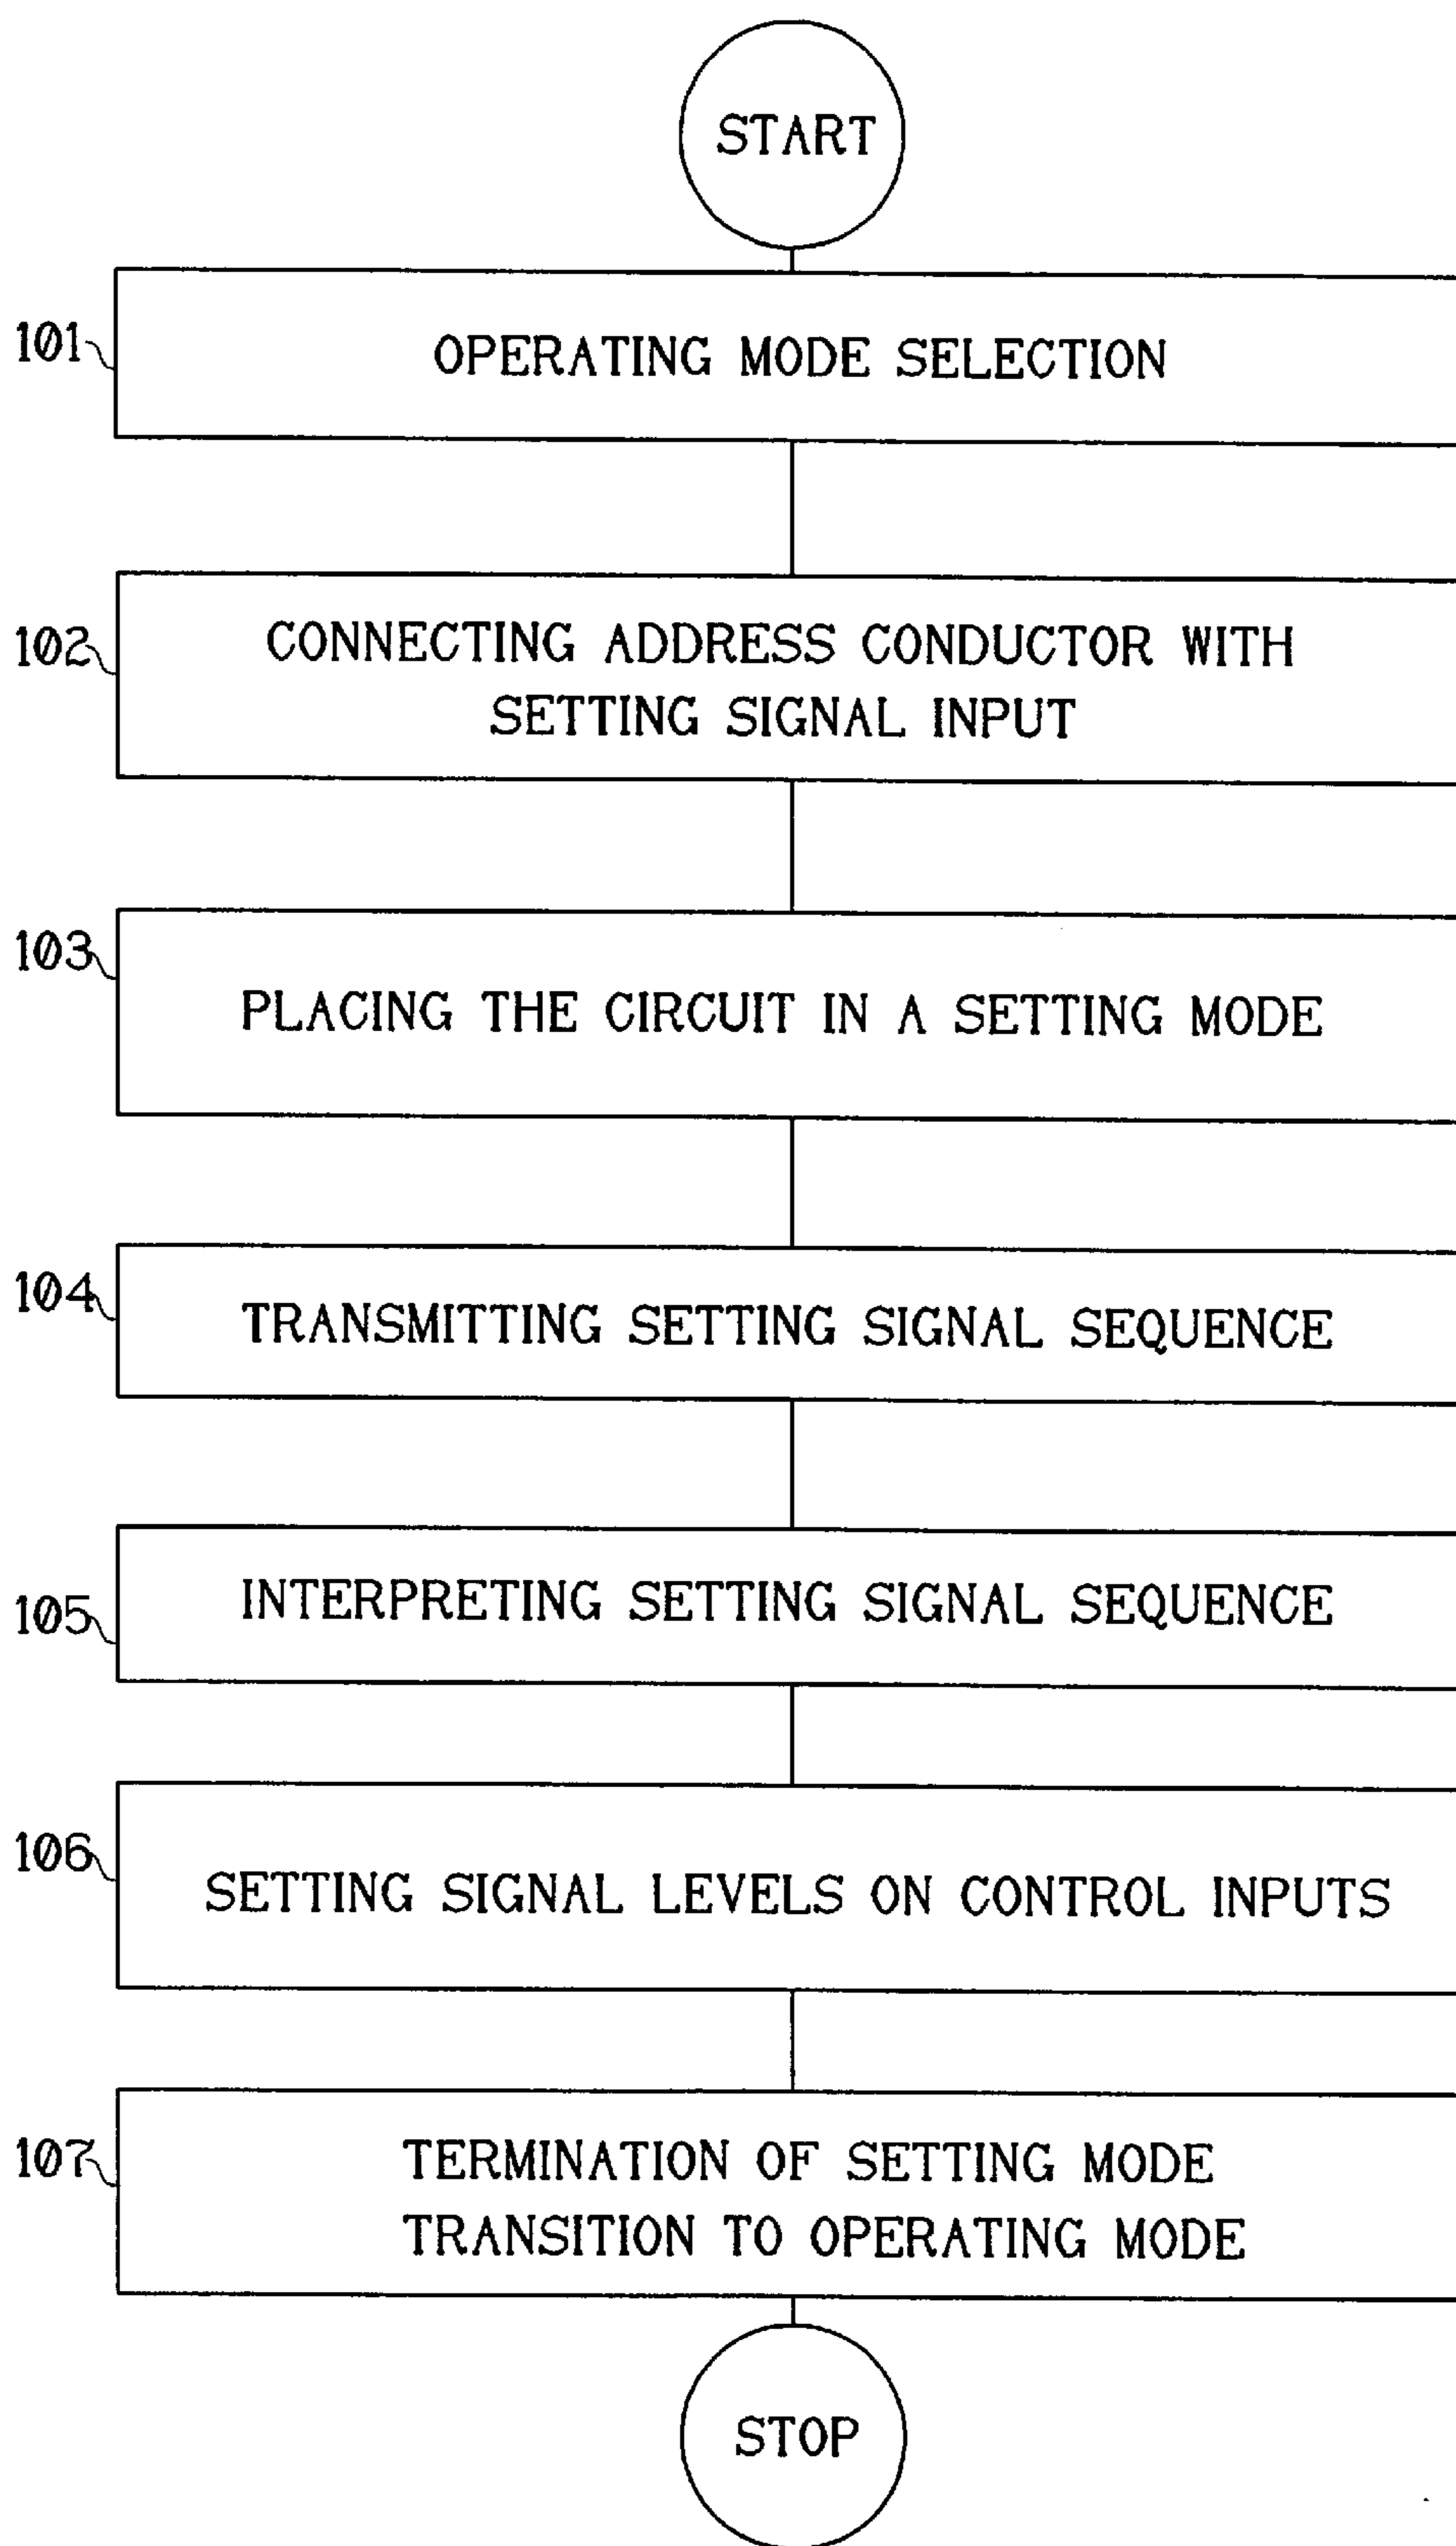 START
101
OPERATING MODE SELECTION
102
CONNECTING ADDRESS CONDUCTOR WITH
SETTING SIGNAL INPUT
103
PLACING THE CIRCUIT IN A SETTING MODE
104
TRANSMITTING SETTING SIGNAL SEQUENCE
105
INTERPRETING SETTING SIGNAL SEQUENCE
106
SETTING SIGNAL LEVELS ON CONTROL INPUTS
107
TERMINATION OF SETTING MODE
TRANSITION TO OPERATING MODE
STOP